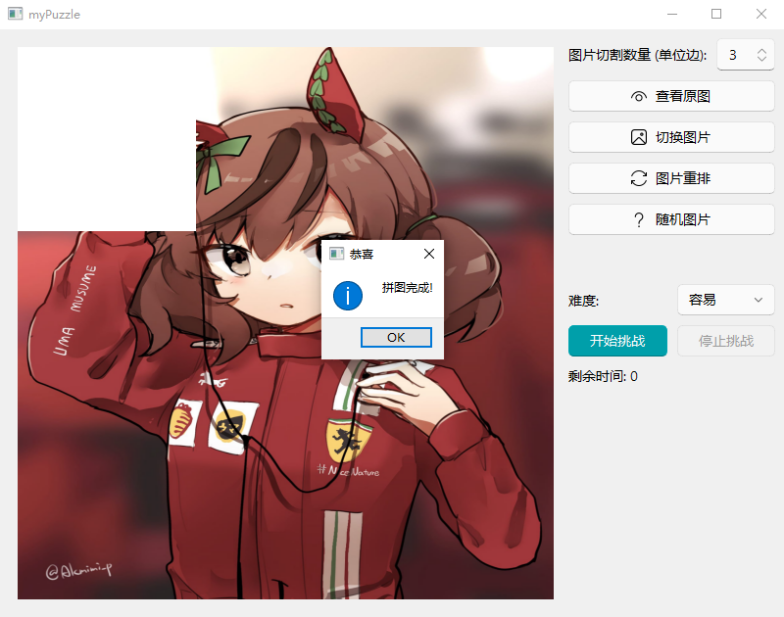 myPuzzle
图片切割数量 (单位边):
3
查看原图
切换图片
图片重排
? 随机图片
难度:
容易
开始挑战
停止挑战
剩余时间: 0
恭喜
拼图完成!
OK
UMA MUSUME
#NiceNature